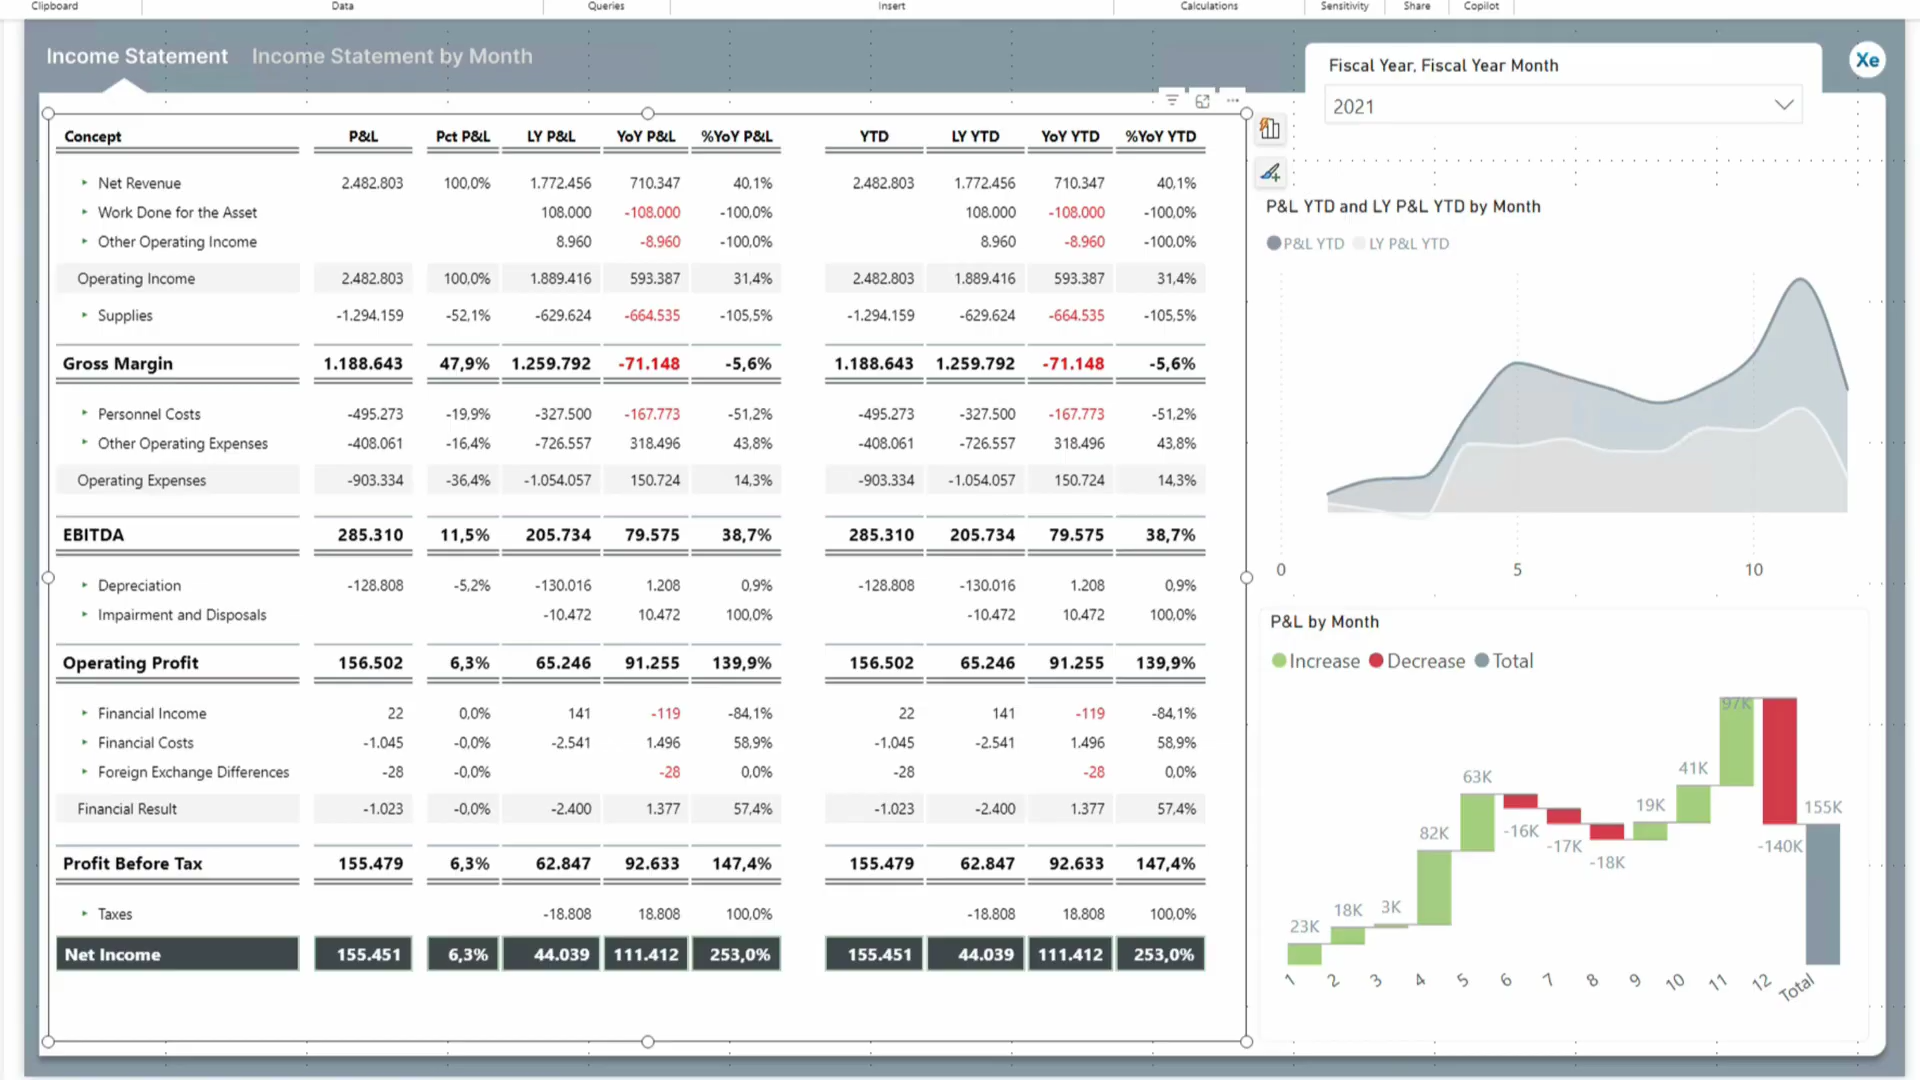 Clipboard Data Queries Insert Calculations Sensitivity Share Copilot
Income Statement Income Statement by Month
Fiscal Year, Fiscal Year Month
Xe
2021
Concept P&L Pct P&L LY P&L YoY P&L %YoY P&L YTD LY YTD YoY YTD %YoY YTD
Net Revenue 2.482.803 100,0% 1.772.456 710.347 40,1% 2.482.803 1.772.456 710.347 40,1%
Work Done for the Asset 108.000 -108.000 -100,0% 108.000 -108.000 -100,0%
Other Operating Income 8.960 -8.960 -100,0% 8.960 -8.960 -100,0%
Operating Income 2.482.803 100,0% 1.889.416 593.387 31,4% 2.482.803 1.889.416 593.387 31,4%
Supplies -1.294.159 -52,1% -629.624 -664.535 -105,5% -1.294.159 -629.624 -664.535 -105,5%
Gross Margin 1.188.643 47,9% 1.259.792 -71.148 -5,6% 1.188.643 1.259.792 -71.148 -5,6%
Personnel Costs -495.273 -19,9% -327.500 -167.773 -51,2% -495.273 -327.500 -167.773 -51,2%
Other Operating Expenses -408.061 -16,4% -726.557 318.496 43,8% -408.061 -726.557 318.496 43,8%
Operating Expenses -903.334 -36,4% -1.054.057 150.724 14,3% -903.334 -1.054.057 150.724 14,3%
EBITDA 285.310 11,5% 205.734 79.575 38,7% 285.310 205.734 79.575 38,7%
Depreciation -128.808 -5,2% -130.016 1.208 0,9% -128.808 -130.016 1.208 0,9%
Impairment and Disposals -10.472 10.472 100,0% -10.472 10.472 100,0%
Operating Profit 156.502 6,3% 65.246 91.255 139,9% 156.502 65.246 91.255 139,9%
Financial Income 22 0,0% 141 -119 -84,1% 22 141 -119 -84,1%
Financial Costs -1.045 -0,0% -2.541 1.496 58,9% -1.045 -2.541 1.496 58,9%
Foreign Exchange Differences -28 -0,0% -28 0,0% -28 -28 0,0%
Financial Result -1.023 -0,0% -2.400 1.377 57,4% -1.023 -2.400 1.377 57,4%
Profit Before Tax 155.479 6,3% 62.847 92.633 147,4% 155.479 62.847 92.633 147,4%
Taxes -18.808 18.808 100,0% -18.808 18.808 100,0%
Net Income 155.451 6,3% 44.039 111.412 253,0% 155.451 44.039 111.412 253,0%
P&L YTD and LY P&L YTD by Month
P&L YTD LY P&L YTD
0 5 10
P&L by Month
Increase Decrease Total
23K 18K 3K 82K 63K -16K -17K -18K 19K 41K 97K -140K 155K
1 2 3 4 5 6 7 8 9 10 11 12 Total